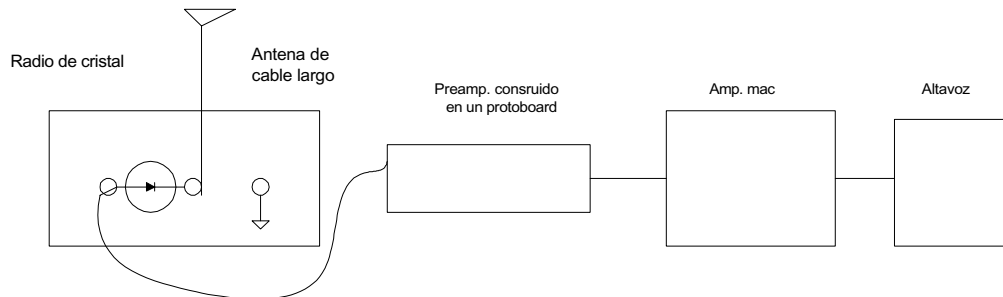 Radio de cristal
Antena de
cable largo
Preamp. consruido
en un protoboard
Amp. mac
Altavoz